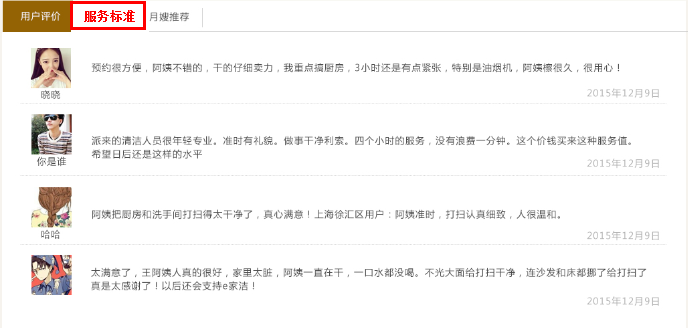 用户评价 服务标准 月嫂推荐
预约很方便，阿姨不错的，干的仔细卖力，我重点搞厨房，3小时还是有点紧张，特别是油烟机，阿姨檫很久，很用心！
晓晓
2015年12月9日
派来的清洁人员很年轻专业。准时有礼貌。做事干净利索。四个小时的服务，没有浪费一分钟。这个价钱买来这种服务值。
希望日后还是这样的水平
你是谁
2015年12月9日
阿姨把厨房和洗手间打扫得太干净了，真心满意！上海徐汇区用户：阿姨准时，打扫认真细致，人很温和。
哈哈
2015年12月9日
太满意了，王阿姨人真的很好，家里太脏，阿姨一直在干，一口水都没喝。不光大面给打扫干净，连沙发和床都挪了给打扫了
真是太感谢了！以后还会支持e家洁！
2015年12月9日